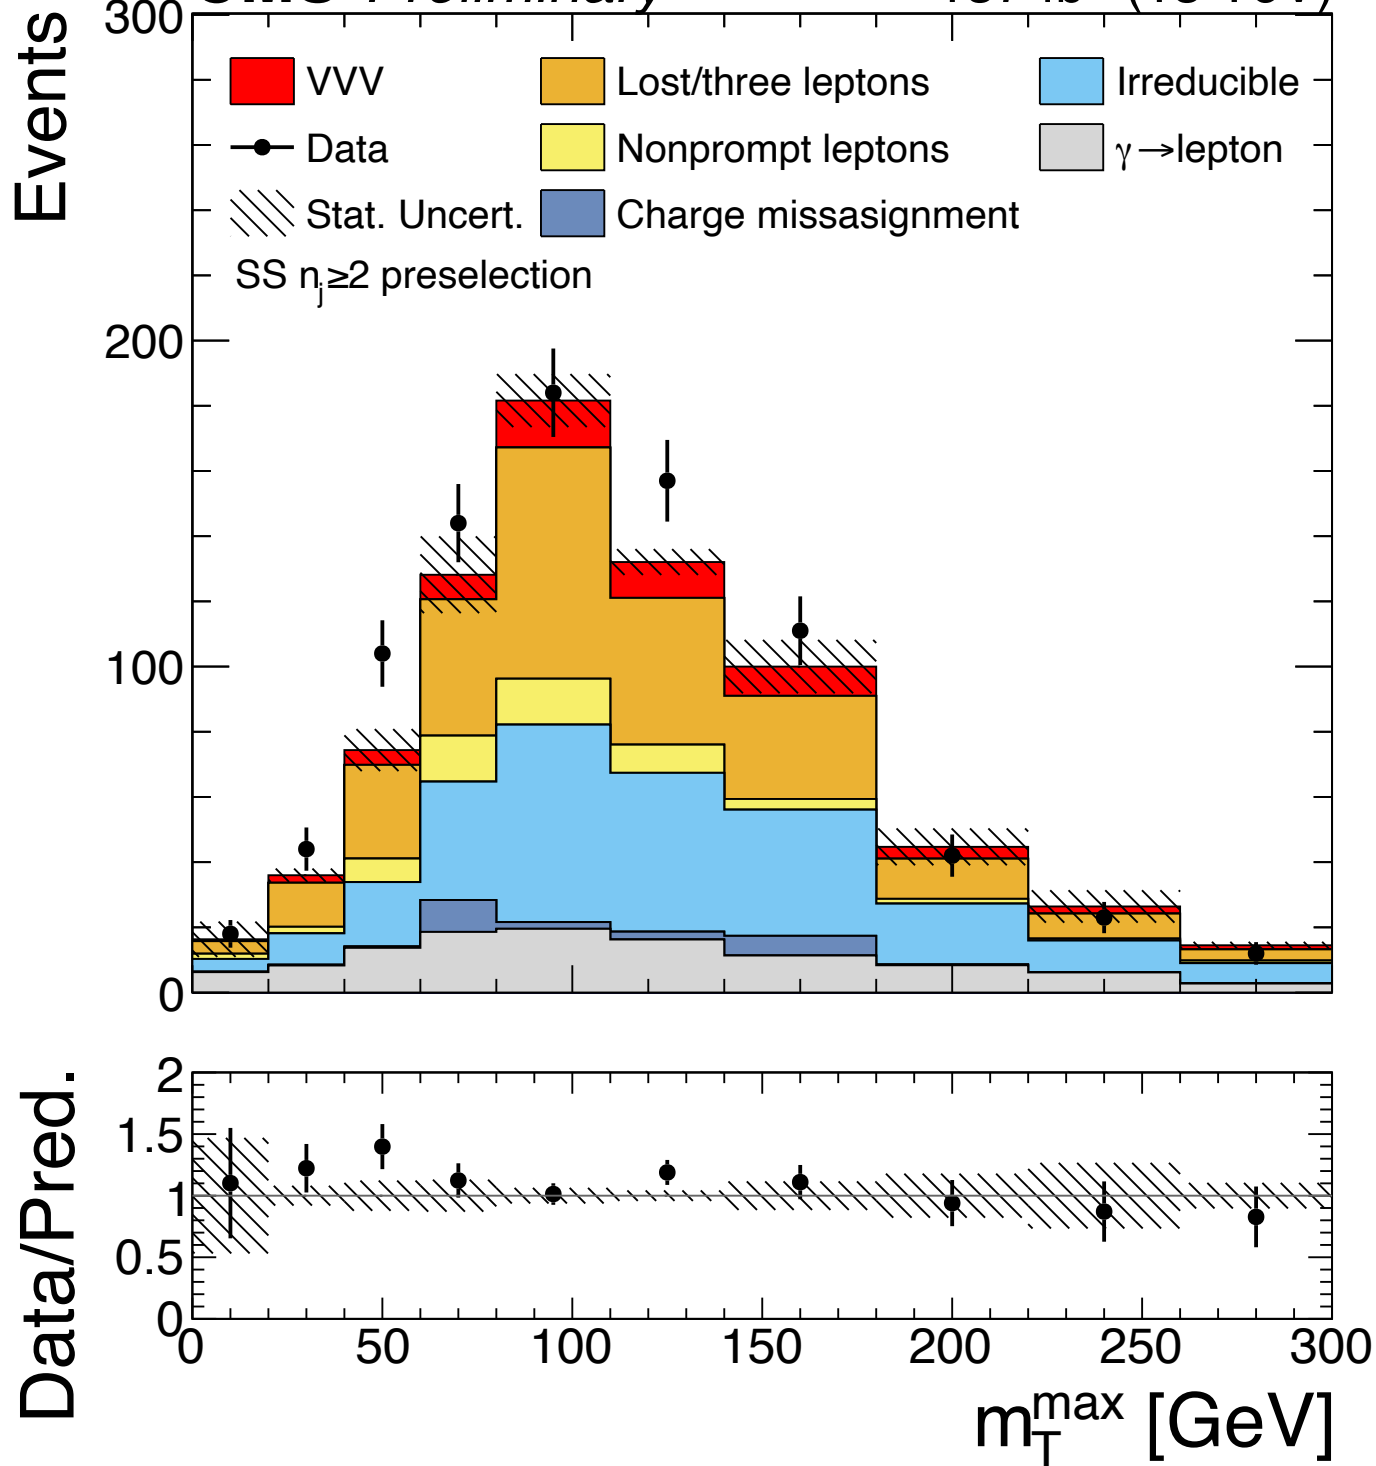 Preliminary
Events
300
200
100
0
VVV
Lost/three leptons
Irreducible
Data
Nonprompt leptons
γ→lepton
Stat. Uncert.
Charge missasignment
SS nj≥2 preselection
Data/Pred.
2
1.5
1
0.5
0
0 50 100 150 200 250 300
mTmax [GeV]